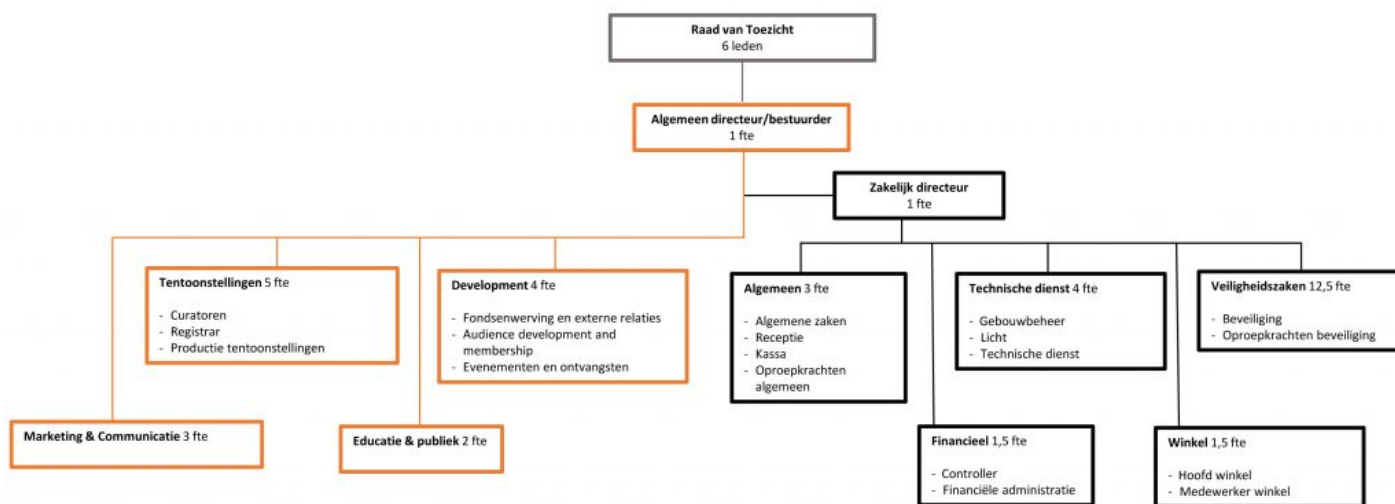 Raad van Toezicht
6 leden
Algemeen directeur/bestuurder
1 fte
Zakelijk directeur
1 fte
Tentoonstellingen 5 fte
- Curatoren
- Registrar
- Productie tentoonstellingen
Development 4 fte
- Fondsenwerving en externe relaties
- Audience development and
membership
- Evenementen en ontvangsten
Algemeen 3 fte
- Algemene zaken
- Receptie
- Kassa
- Oproepkrachten
algemeen
Technische dienst 4 fte
- Gebouwbeheer
- Licht
- Technische dienst
Veiligheidszaken 12,5 fte
- Beveiliging
- Oproepkrachten beveiliging
Marketing & Communicatie 3 fte
Educatie & publiek 2 fte
Financieel 1,5 fte
- Controller
- Financiële administratie
Winkel 1,5 fte
- Hoofd winkel
- Medewerker winkel